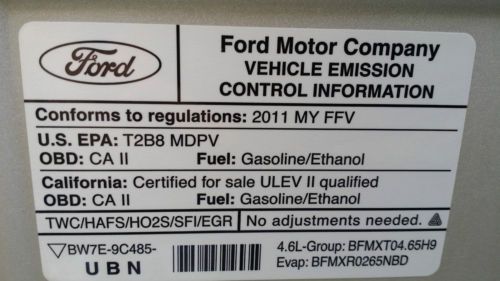 Ford
Ford Motor Company
VEHICLE EMISSION
CONTROL INFORMATION
Conforms to regulations: 2011 MY FFV
U.S. EPA: T2B8 MDPV
OBD: CA II Fuel: Gasoline/Ethanol
California: Certified for sale ULEV II qualified
OBD: CA II Fuel: Gasoline/Ethanol
TWC/HAFS/HO2S/SFI/EGR No adjustments needed.
BW7E-9C485-
UBN
4.6L-Group: BFMXT04.65H9
Evap: BFMXR0265NBD